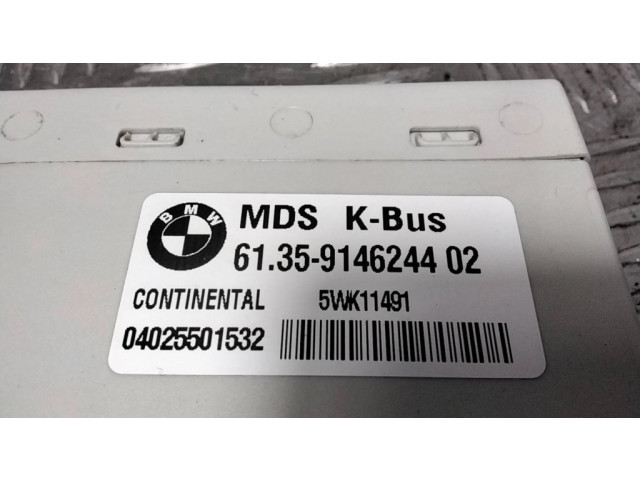 BMW
MDS K-Bus
61.35-9146244 02
CONTINENTAL 5WK11491
04025501532